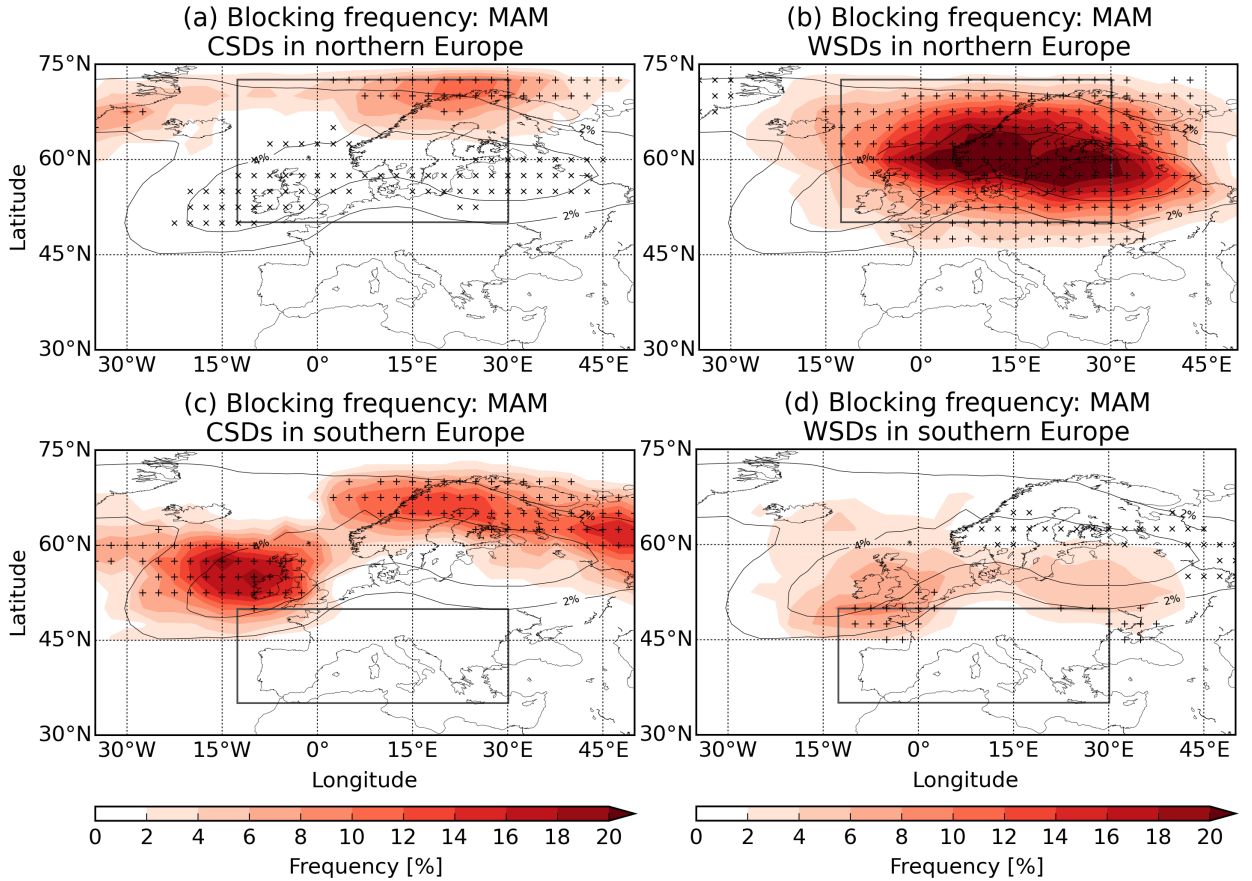 (a) Blocking frequency: MAM
CSDs in northern Europe
75°N
60°N
45°N
30°N
Latitude
4%
2%
2%
30°W 15°W 0° 15°E 30°E 45°E
(b) Blocking frequency: MAM
WSDs in northern Europe
75°N
60°N
45°N
30°N
4%
4%
2%
2%
30°W 15°W 0° 15°E 30°E 45°E
(c) Blocking frequency: MAM
CSDs in southern Europe
75°N
60°N
45°N
30°N
Latitude
4%
2%
2%
30°W 15°W 0° 15°E 30°E 45°E
Longitude
(d) Blocking frequency: MAM
WSDs in southern Europe
75°N
60°N
45°N
30°N
4%
2%
2%
30°W 15°W 0° 15°E 30°E 45°E
Longitude
0 2 4 6 8 10 12 14 16 18 20
Frequency [%]
0 2 4 6 8 10 12 14 16 18 20
Frequency [%]